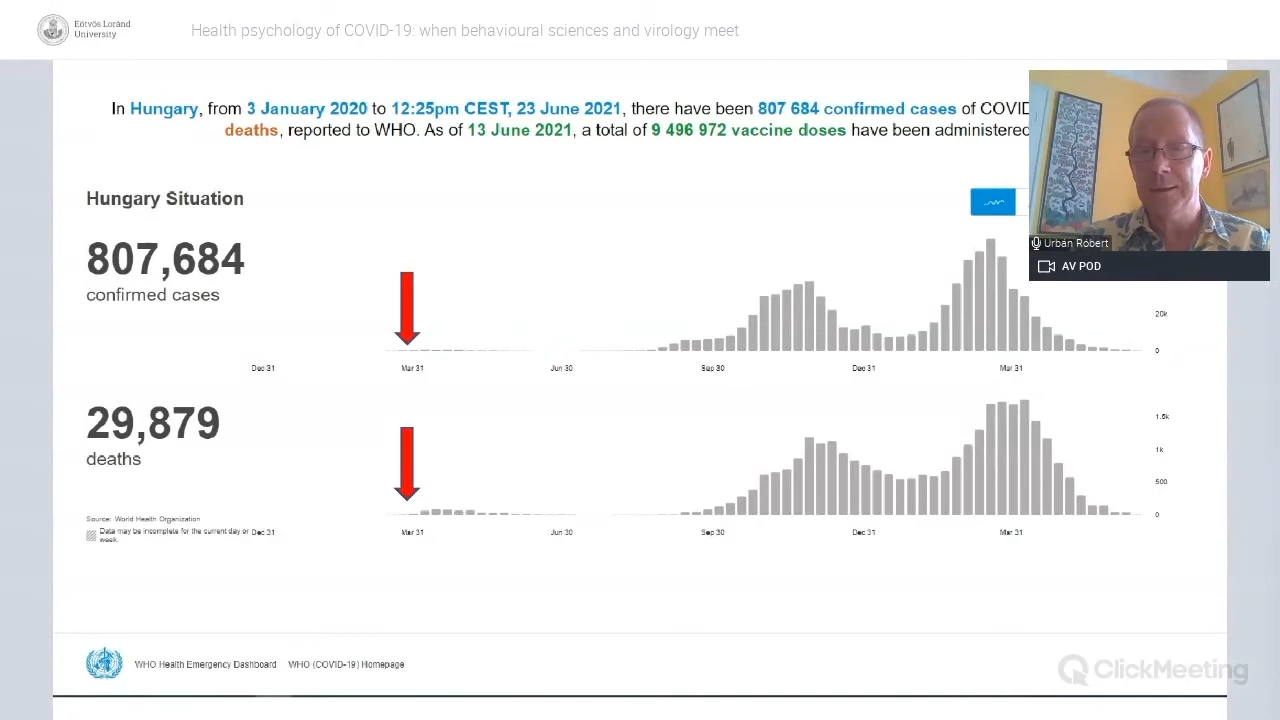 Eötvös Loránd
University
Health psychology of COVID-19: when behavioural sciences and virology meet
In Hungary, from 3 January 2020 to 12:25pm CEST, 23 June 2021, there have been 807 684 confirmed cases of COVID
deaths, reported to WHO. As of 13 June 2021, a total of 9 496 972 vaccine doses have been administered
Hungary Situation
807,684
confirmed cases
Urbán Róbert
AV POD
20k
0
Dec 31 Mar 31 Jun 30 Sep 30 Dec 31 Mar 31
29,879
deaths
1.5k
1k
500
0
Source: World Health Organization
Data may be incomplete for the current day or
week.
Dec 31 Mar 31 Jun 30 Sep 30 Dec 31 Mar 31
WHO Health Emergency Dashboard WHO (COVID-19) Homepage
ClickMeeting